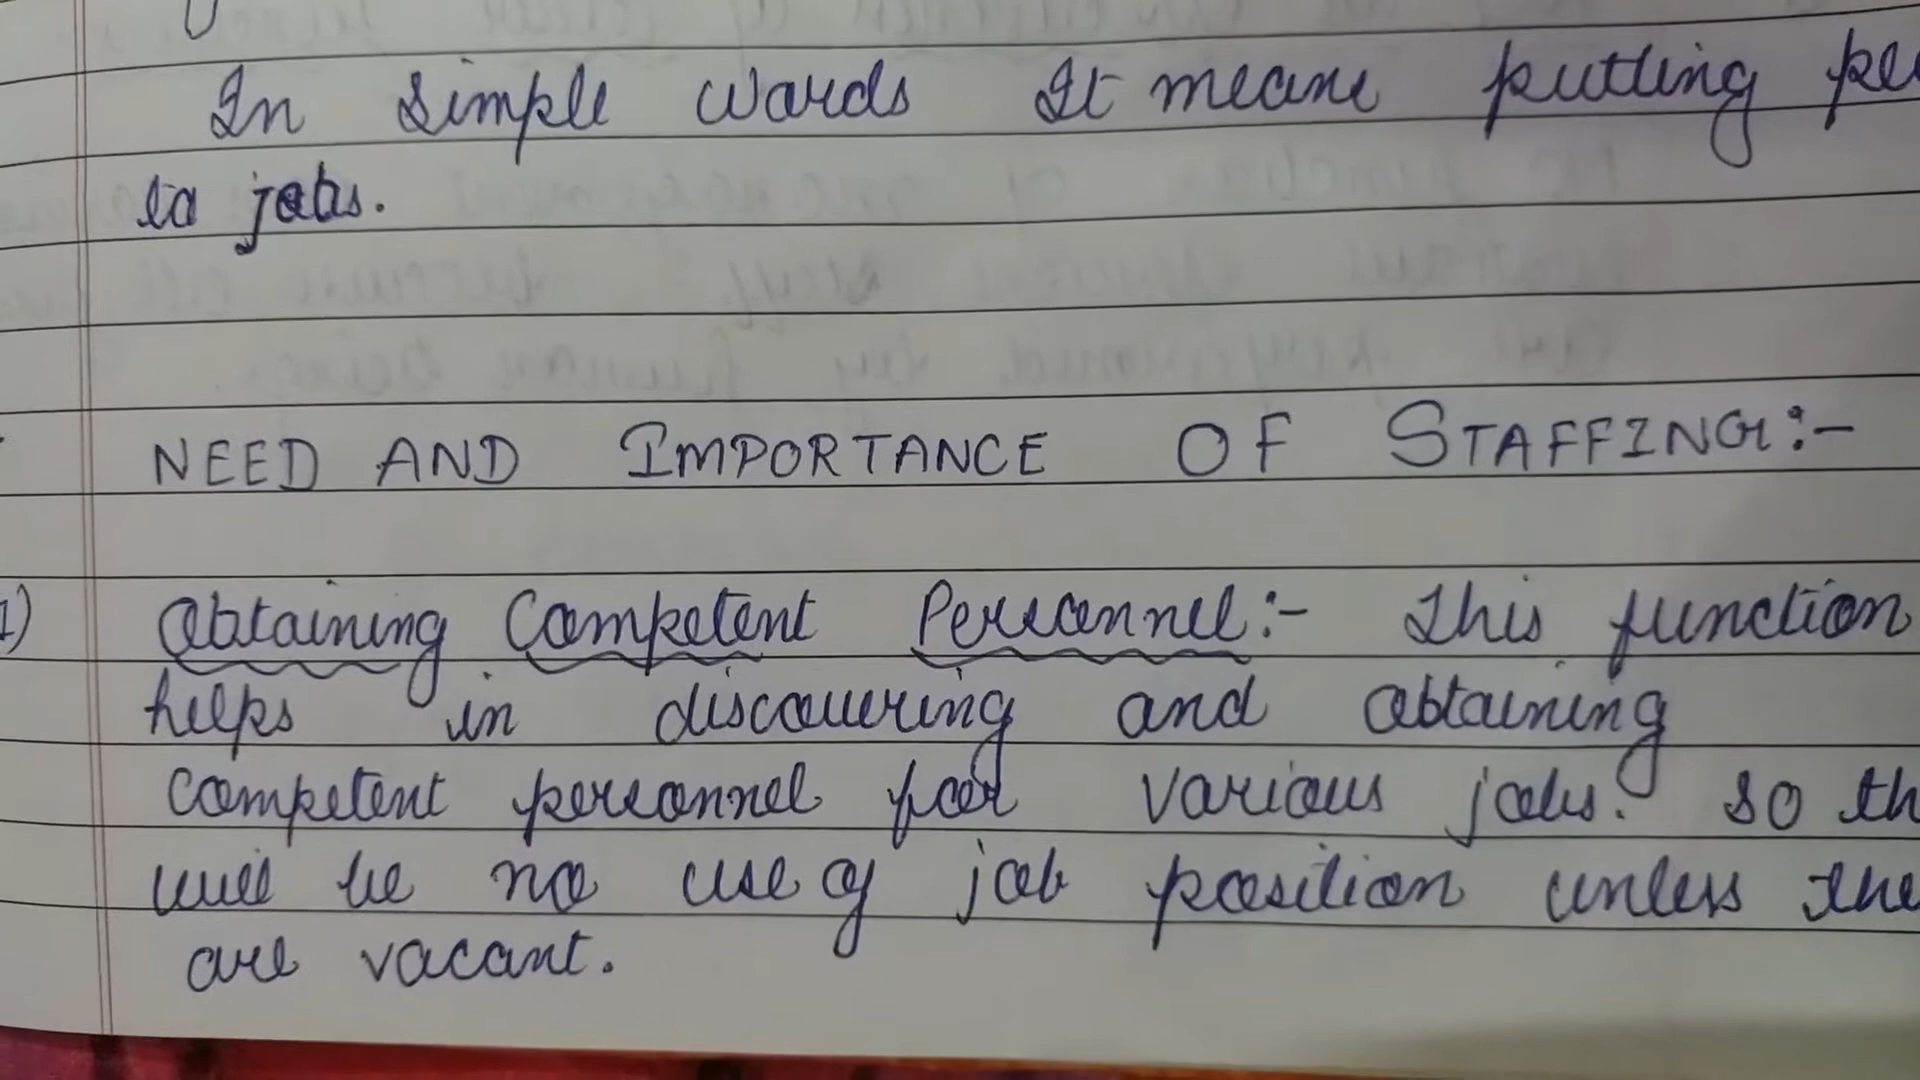 In simple words It means putting pe
to jobs.
NEED AND IMPORTANCE OF STAFFING:-
1) Obtaining Competent Personnel:- This function
helps in discovering and obtaining
competent personnel for various jobs. so th
will be no use of job position unless the
are vacant.